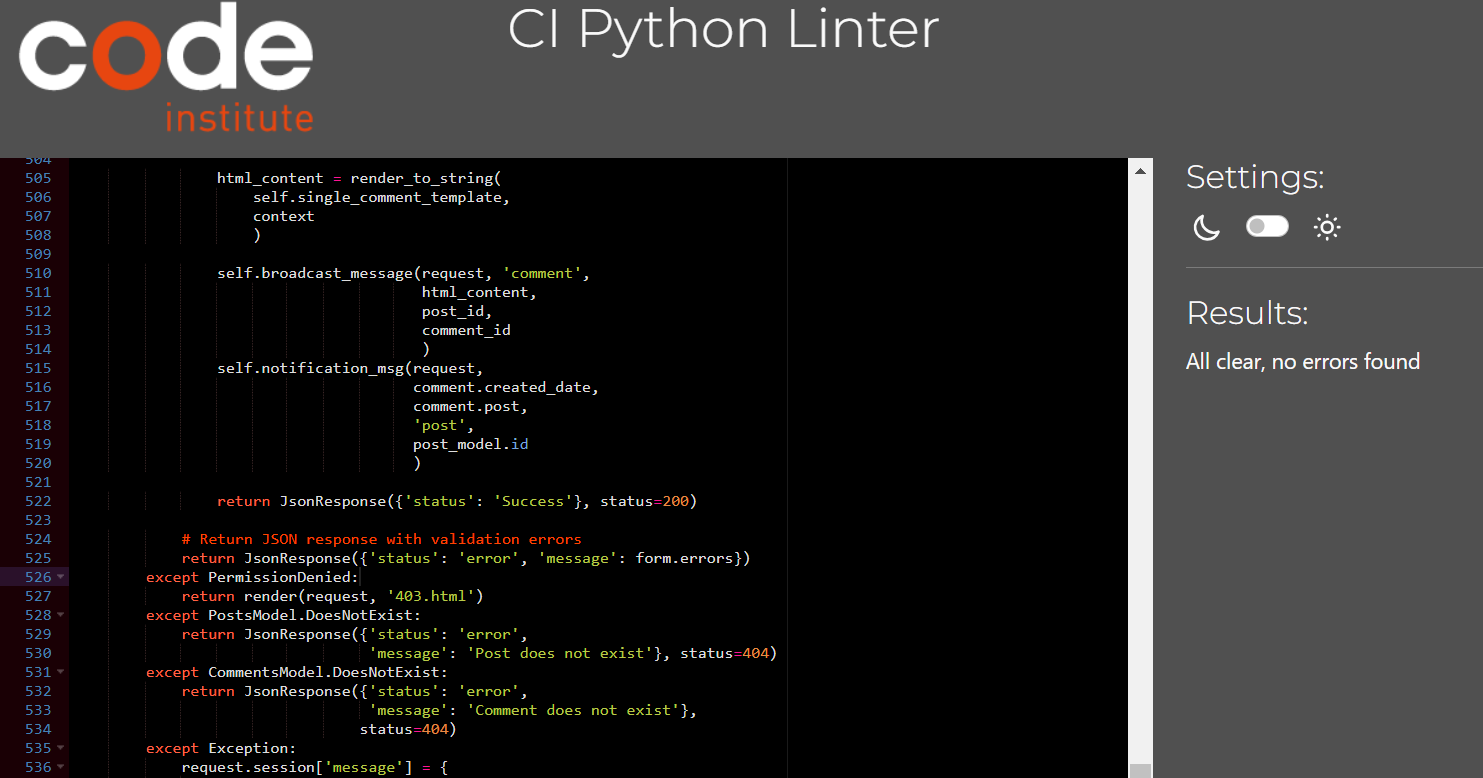 code
institute
CI Python Linter
504
505 html_content = render_to_string(
506 self.single_comment_template,
507 context
508 )
509
510 self.broadcast_message(request, 'comment',
511 html_content,
512 post_id,
513 comment_id
514 )
515 self.notification_msg(request,
516 comment.created_date,
517 comment.post,
518 'post',
519 post_model.id
520 )
521
522 return JsonResponse({'status': 'Success'}, status=200)
523
524 # Return JSON response with validation errors
525 return JsonResponse({'status': 'error', 'message': form.errors})
526 except PermissionDenied:
527 return render(request, '403.html')
528 except PostsModel.DoesNotExist:
529 return JsonResponse({'status': 'error',
530 'message': 'Post does not exist'}, status=404)
531 except CommentsModel.DoesNotExist:
532 return JsonResponse({'status': 'error',
533 'message': 'Comment does not exist'},
534 status=404)
535 except Exception:
536 request.session['message'] = {
Settings:
Results:
All clear, no errors found